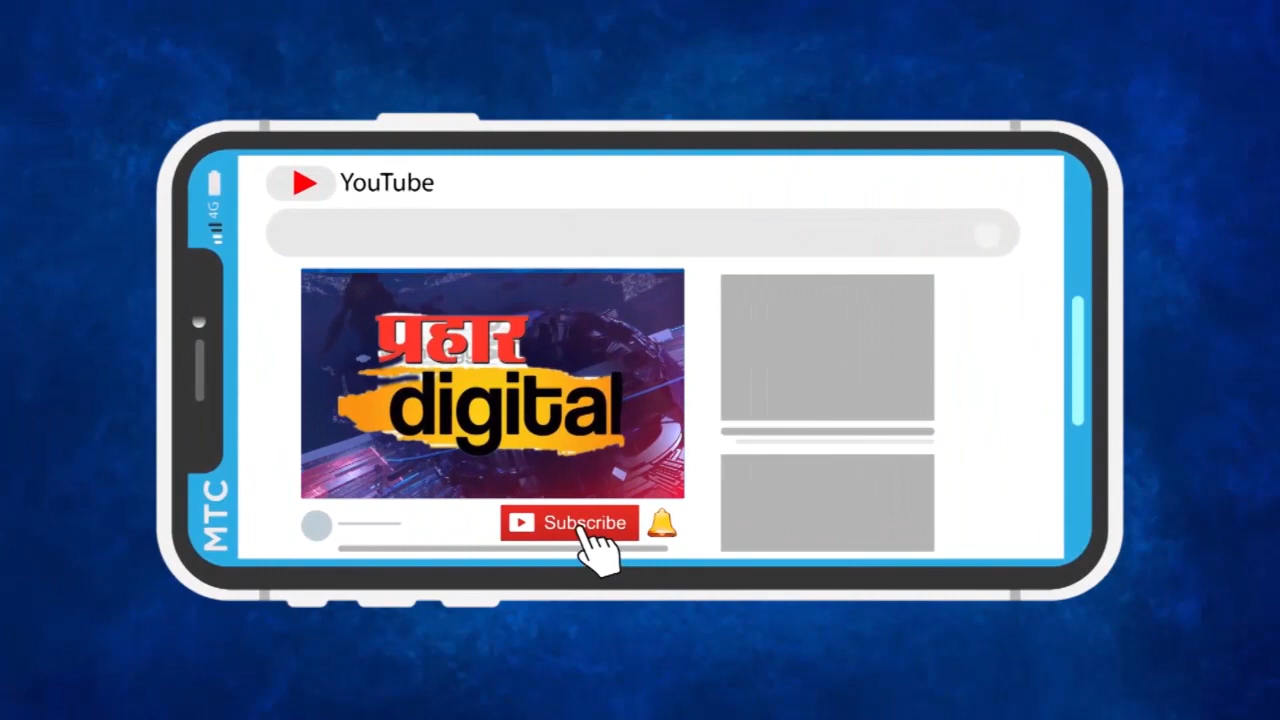 4G
YouTube
प्रहार
digital
Subscribe
MTC